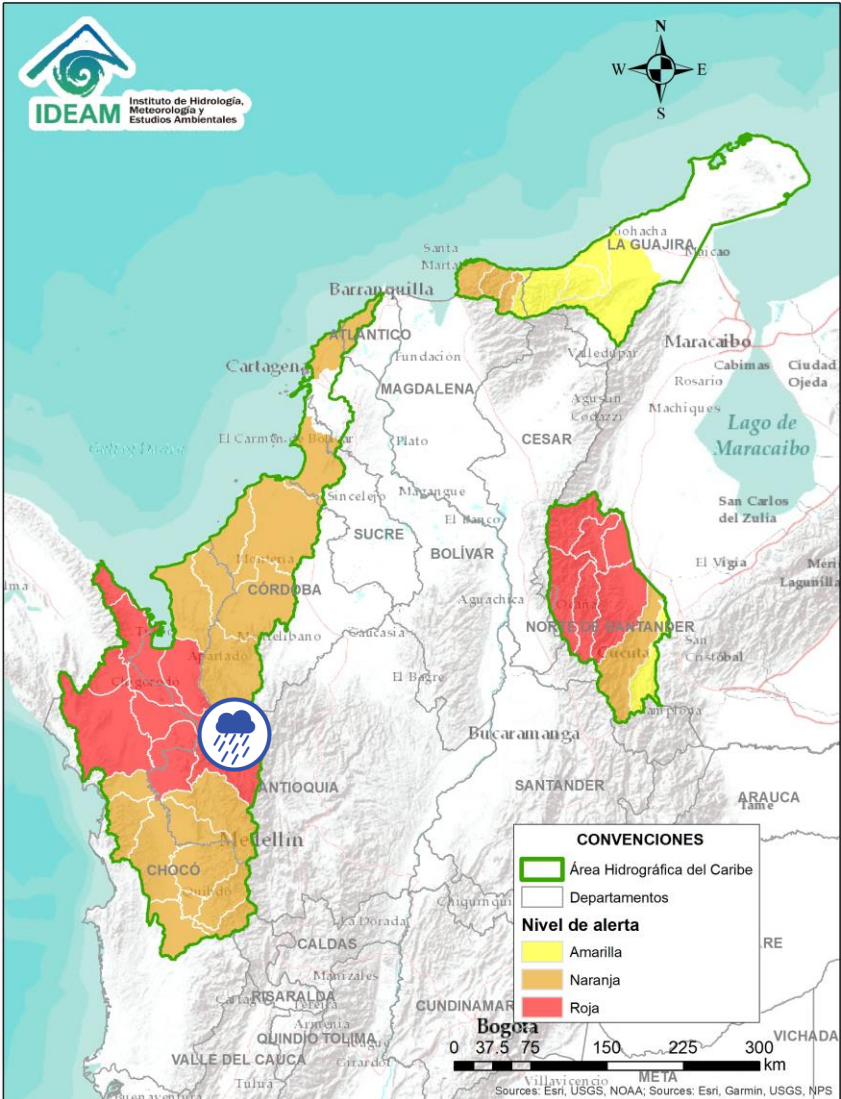 IDEAM
Instituto de Hidrología,
Meteorología y
Estudios Ambientales
N
W
E
S
Riohacha
LA GUAJIRA
Maicao
Santa
Marta
Barranquilla
ATLÁNTICO
Cartagena
Fundación
MAGDALENA
Valledupar
Maracaibo
Cabimas
Ciudad
Ojeda
Rosario
Machiques
Agustín
Codazzi
Lago de
Maracaibo
CESAR
El Carmen de Bolívar
Plato
Sincelejo
Magangue
San Carlos
del Zulia
El Banco
SUCRE
BOLÍVAR
Montería
CÓRDOBA
El Vigía
Aguachica
Ocaña
NORTE DE SANTANDER
Montelibano
Caucasia
San
Cristóbal
Apartadó
Cúcuta
Chigorodó
El Bagre
Pamplona
Bucaramanga
ANTIOQUIA
SANTANDER
ARAUCA
Tame
Medellín
CHOCÓ
Quibdó
CONVENCIONES
Área Hidrográfica del Caribe
Departamentos
Nivel de alerta
Amarilla
Naranja
Roja
La Dorada
CALDAS
Manizales
RISARALDA
Pereira
Armenia
QUINDÍO
TOLIMA
CUNDINAMAR
Bogotá
Girardot
VALLE DEL CAUCA
Tuluá
VICHADA
0 37.5 75 150 225 300
km
Villavicencio
META
Sources: Esri, USGS, NOAA; Sources: Esri, Garmin, USGS, NPS